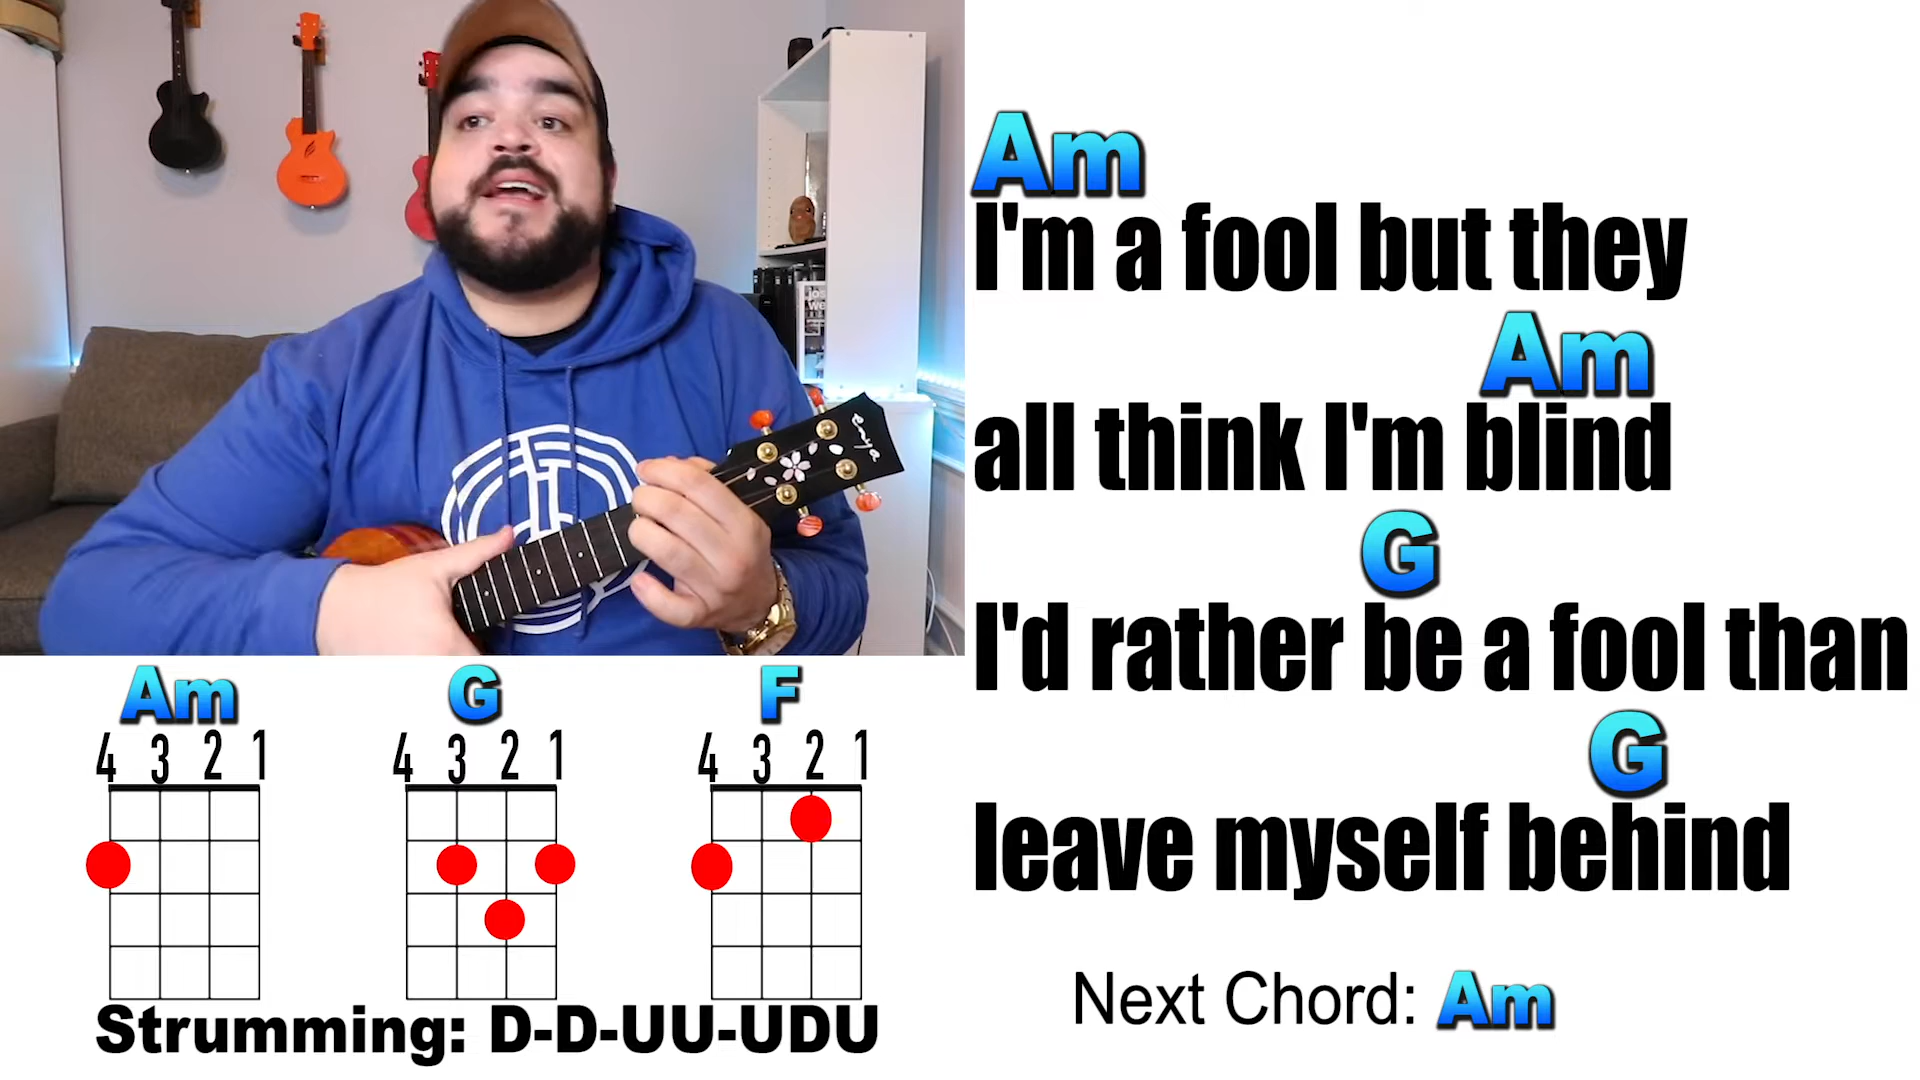 Am
I'm a fool but they
Am
all think I'm blind
G
I'd rather be a fool than
G
leave myself behind
Next Chord: Am
enya
Am G F
4 3 2 1 4 3 2 1 4 3 2 1
Strumming: D-D-UU-UDU